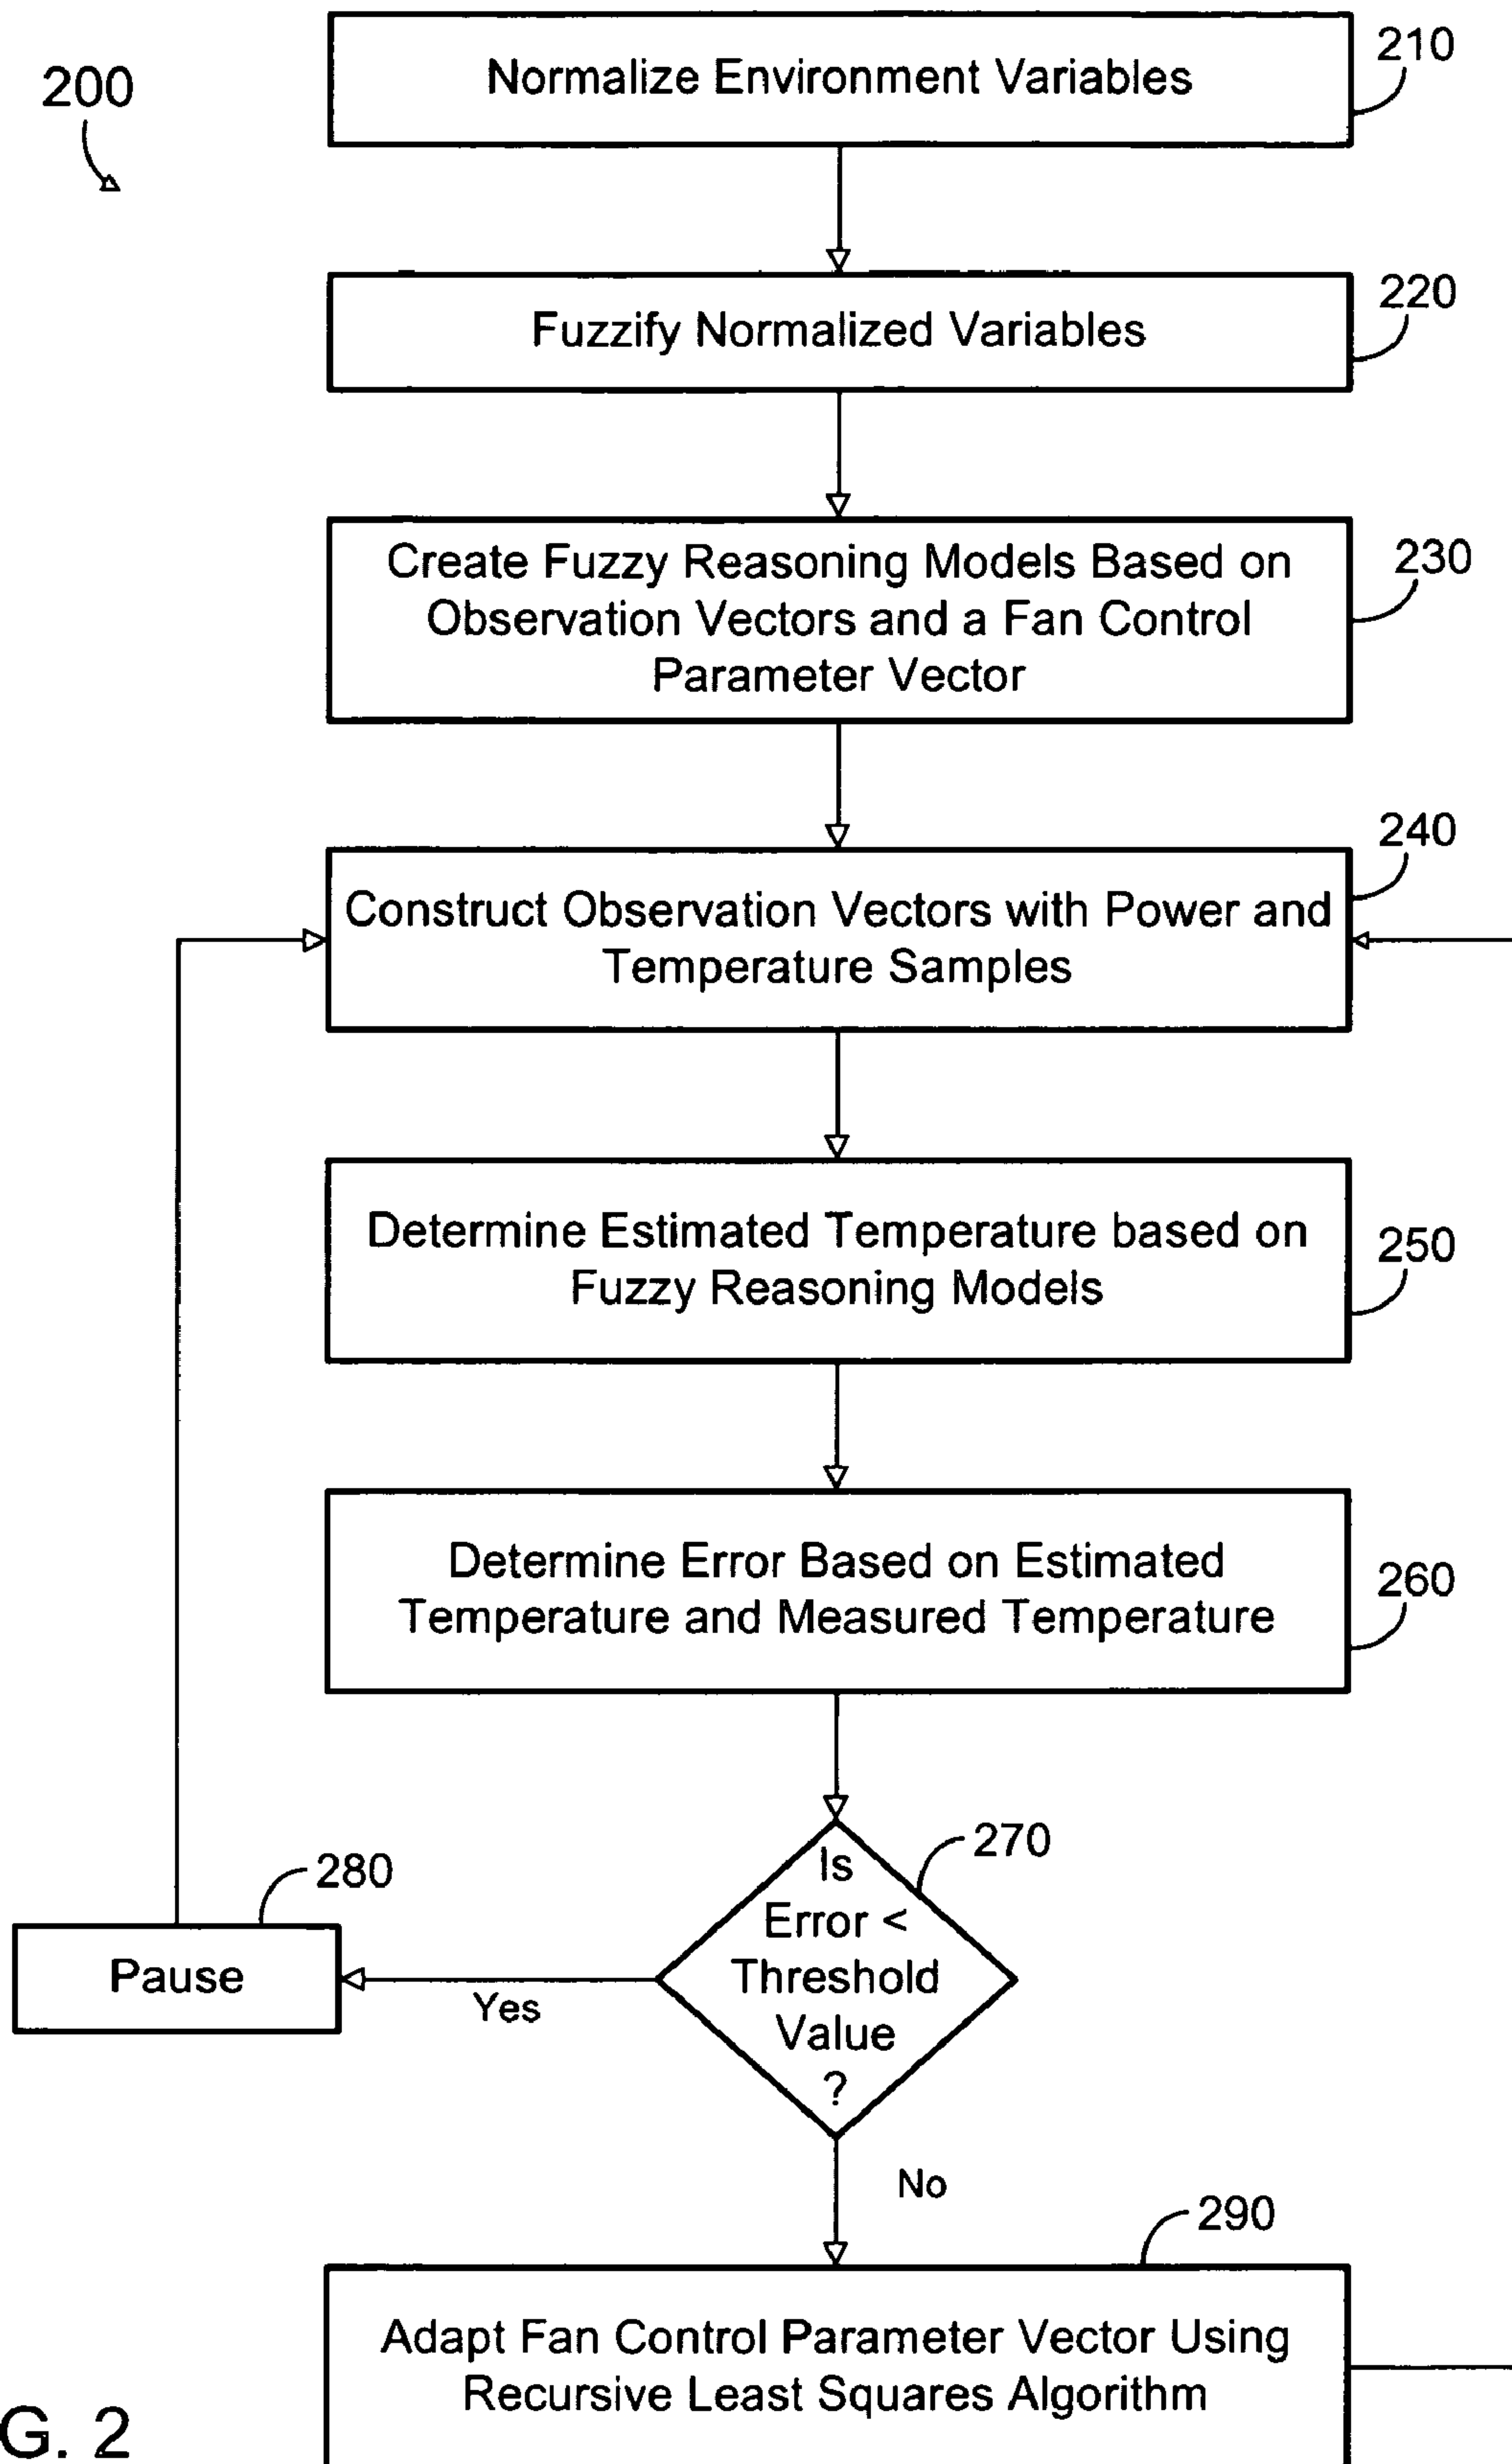 200
Normalize Environment Variables
210
Fuzzify Normalized Variables
220
Create Fuzzy Reasoning Models Based on
Observation Vectors and a Fan Control
Parameter Vector
230
Construct Observation Vectors with Power and
Temperature Samples
240
Determine Estimated Temperature based on
Fuzzy Reasoning Models
250
Determine Error Based on Estimated
Temperature and Measured Temperature
260
Is
Error <
Threshold
Value
?
270
280
Pause
Yes
No
290
Adapt Fan Control Parameter Vector Using
Recursive Least Squares Algorithm
G. 2